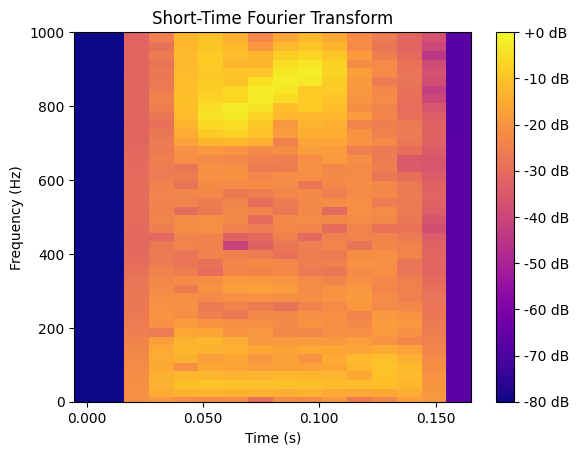 Short-Time Fourier Transform
1000
800
600
400
200
0
Frequency (Hz)
0.000
0.050
0.100
0.150
Time (s)
+0 dB
-10 dB
-20 dB
-30 dB
-40 dB
-50 dB
-60 dB
-70 dB
-80 dB